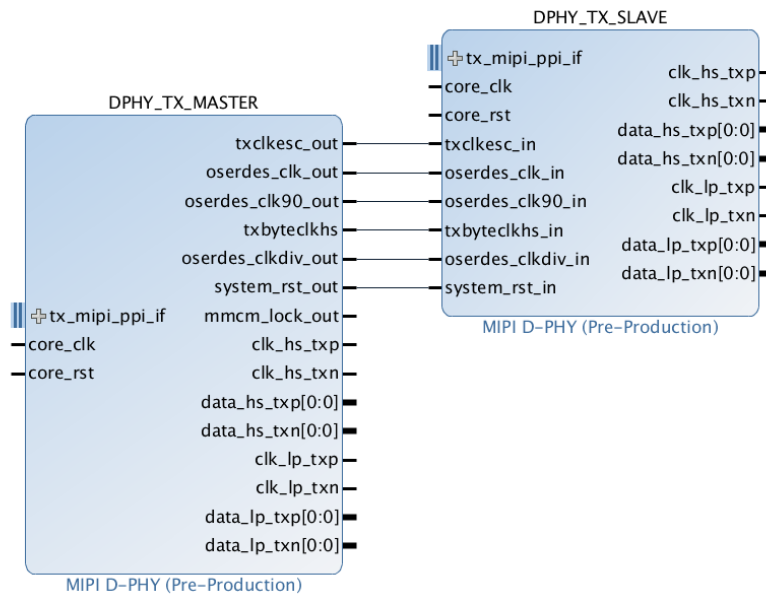 DPHY_TX_SLAVE
tx_mipi_ppi_if
core_clk
core_rst
txclkesc_in
oserdes_clk_in
oserdes_clk90_in
txbyteclkhs_in
oserdes_clkdiv_in
system_rst_in
clk_hs_txp
clk_hs_txn
data_hs_txp[0:0]
data_hs_txn[0:0]
clk_lp_txp
clk_lp_txn
data_lp_txp[0:0]
data_lp_txn[0:0]
MIPI D-PHY (Pre-Production)
DPHY_TX_MASTER
tx_mipi_ppi_if
core_clk
core_rst
txclkesc_out
oserdes_clk_out
oserdes_clk90_out
txbyteclkhs
oserdes_clkdiv_out
system_rst_out
mmcm_lock_out
clk_hs_txp
clk_hs_txn
data_hs_txp[0:0]
data_hs_txn[0:0]
clk_lp_txp
clk_lp_txn
data_lp_txp[0:0]
data_lp_txn[0:0]
MIPI D-PHY (Pre-Production)